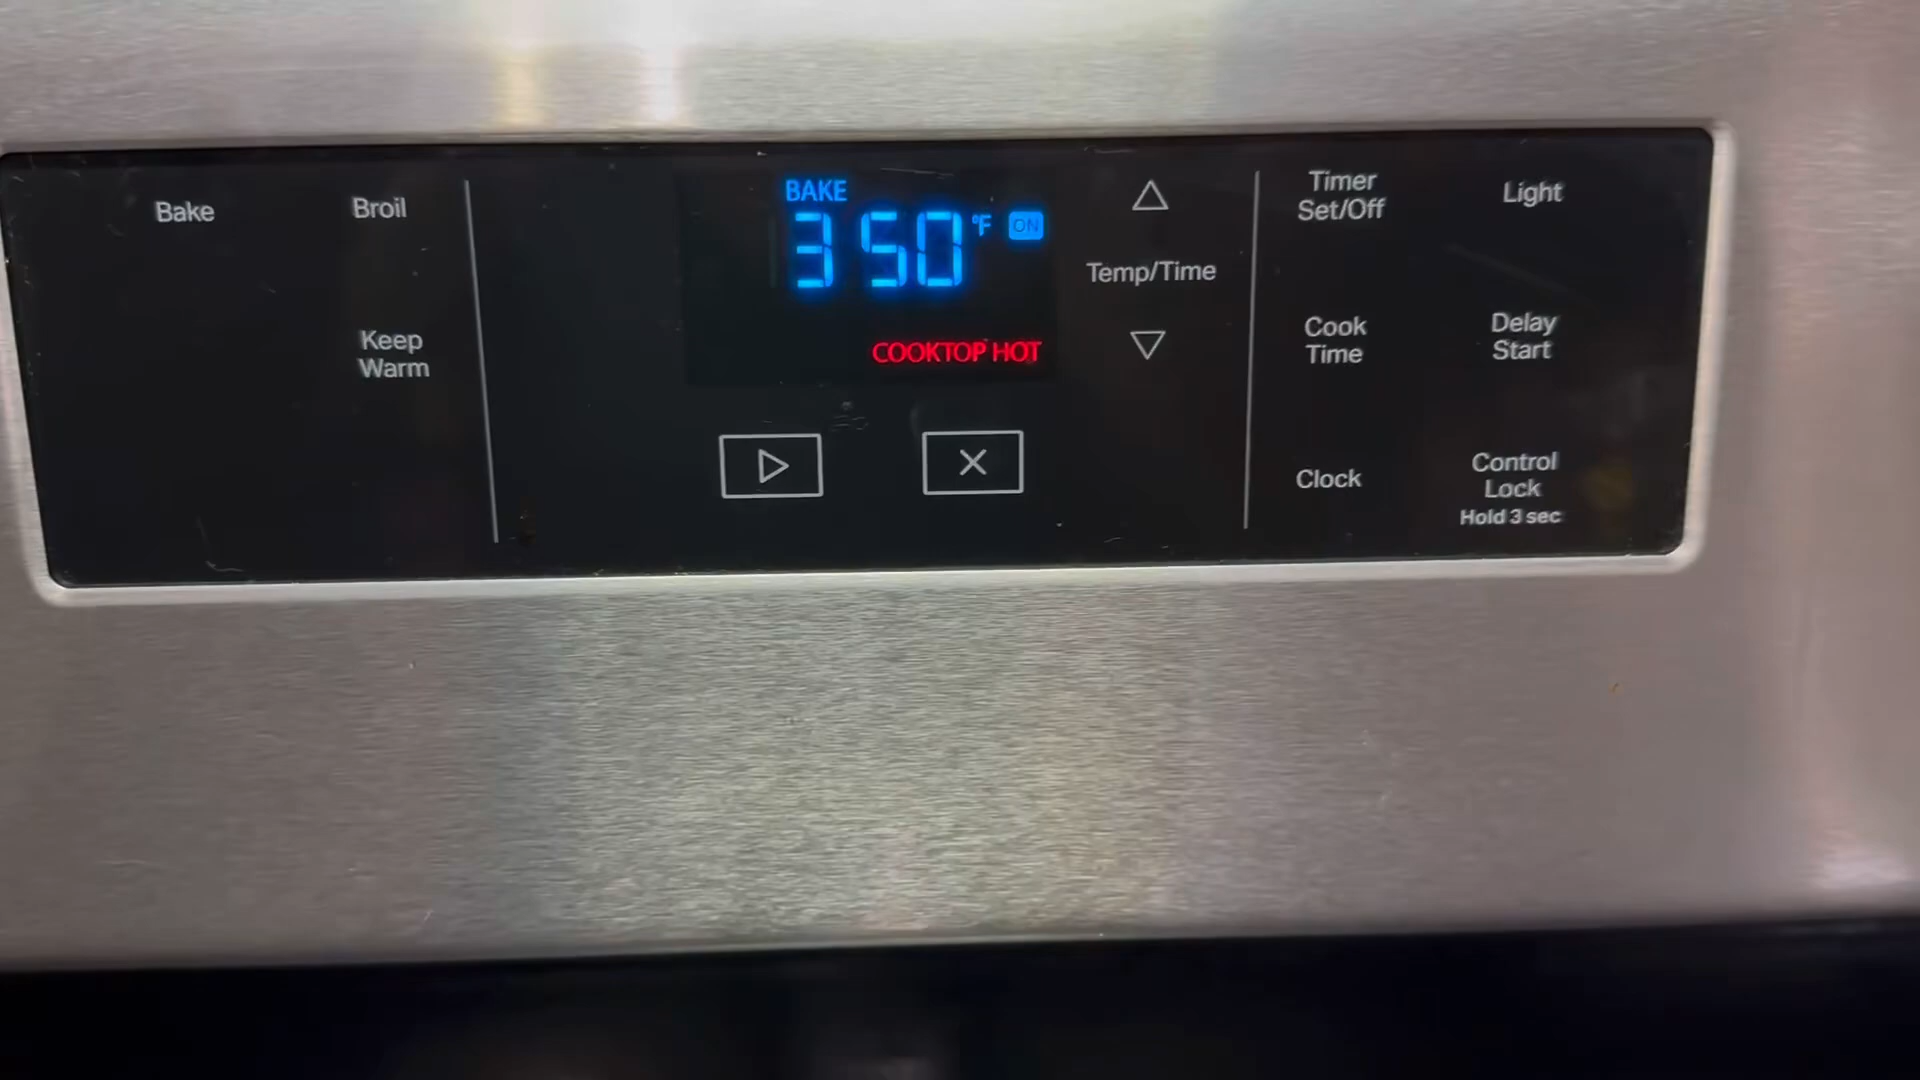 Bake
Broil
Keep
Warm
BAKE
350°F ON
COOKTOP HOT
Temp/Time
Timer
Set/Off
Light
Cook
Time
Delay
Start
Clock
Control
Lock
Hold 3 sec